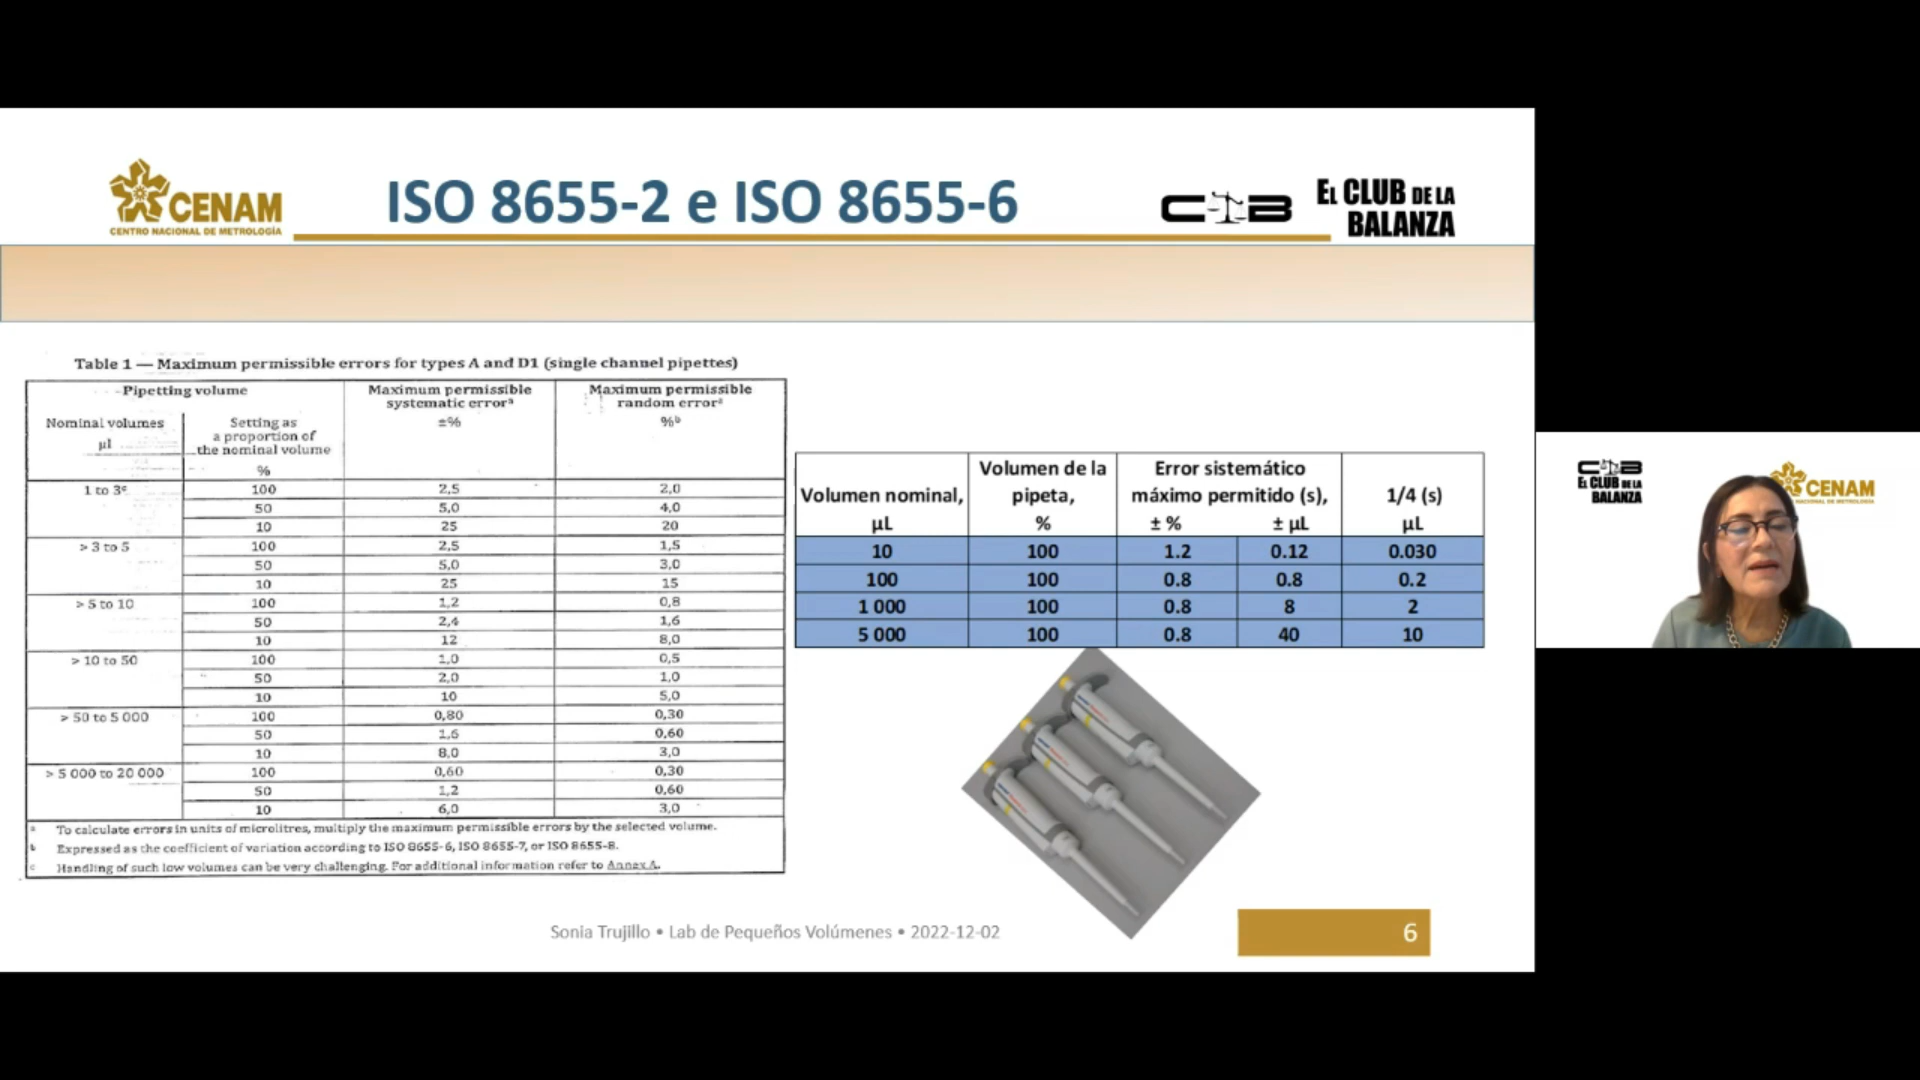 CENAM
CENTRO NACIONAL DE METROLOGÍA
ISO 8655-2 e ISO 8655-6
CB
EL CLUB DE LA
BALANZA
Table 1 — Maximum permissible errors for types A and D1 (single channel pipettes)
Pipetting volume
Maximum permissible systematic errorᵃ
Maximum permissible random errorᵃ
Nominal volumes
µl
Setting as a proportion of the nominal volume
%
±%
%ᵇ
1 to 3ᶜ 100 2,5 2,0
50 5,0 4,0
10 25 20
> 3 to 5 100 2,5 1,5
50 5,0 3,0
10 25 15
> 5 to 10 100 1,2 0,8
50 2,4 1,6
10 12 8,0
> 10 to 50 100 1,0 0,5
50 2,0 1,0
10 10 5,0
> 50 to 5 000 100 0,80 0,30
50 1,6 0,60
10 8,0 3,0
> 5 000 to 20 000 100 0,60 0,30
50 1,2 0,60
10 6,0 3,0
a To calculate errors in units of microlitres, multiply the maximum permissible errors by the selected volume.
b Expressed as the coefficient of variation according to ISO 8655-6, ISO 8655-7, or ISO 8655-8.
c Handling of such low volumes can be very challenging. For additional information refer to Annex A.
Volumen nominal,
µL
Volumen de la
pipeta,
%
Error sistemático
máximo permitido (s),
± % ± µL
1/4 (s)
µL
10 100 1.2 0.12 0.030
100 100 0.8 0.8 0.2
1 000 100 0.8 8 2
5 000 100 0.8 40 10
Sonia Trujillo • Lab de Pequeños Volúmenes • 2022-12-02
6
CB
EL CLUB DE LA
BALANZA
CENAM
NACIONAL DE METROLOGÍA